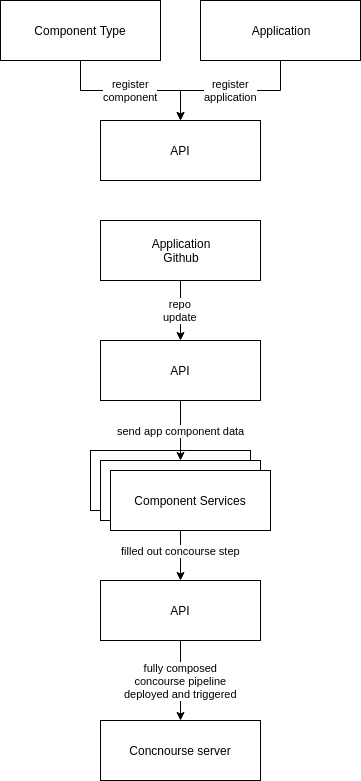 Component Type
Application
register
component
register
application
API
Application
Github
repo
update
API
send app component data
Component Services
filled out concourse step
API
fully composed
concourse pipeline
deployed and triggered
Concnourse server